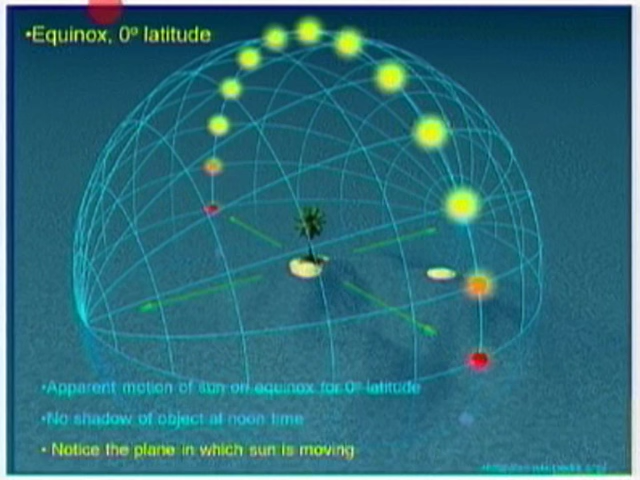 •Equinox, 0º latitude
•Apparent motion of sun on equinox for 0º latitude
•No shadow of object at noon time
• Notice the plane in which sun is moving